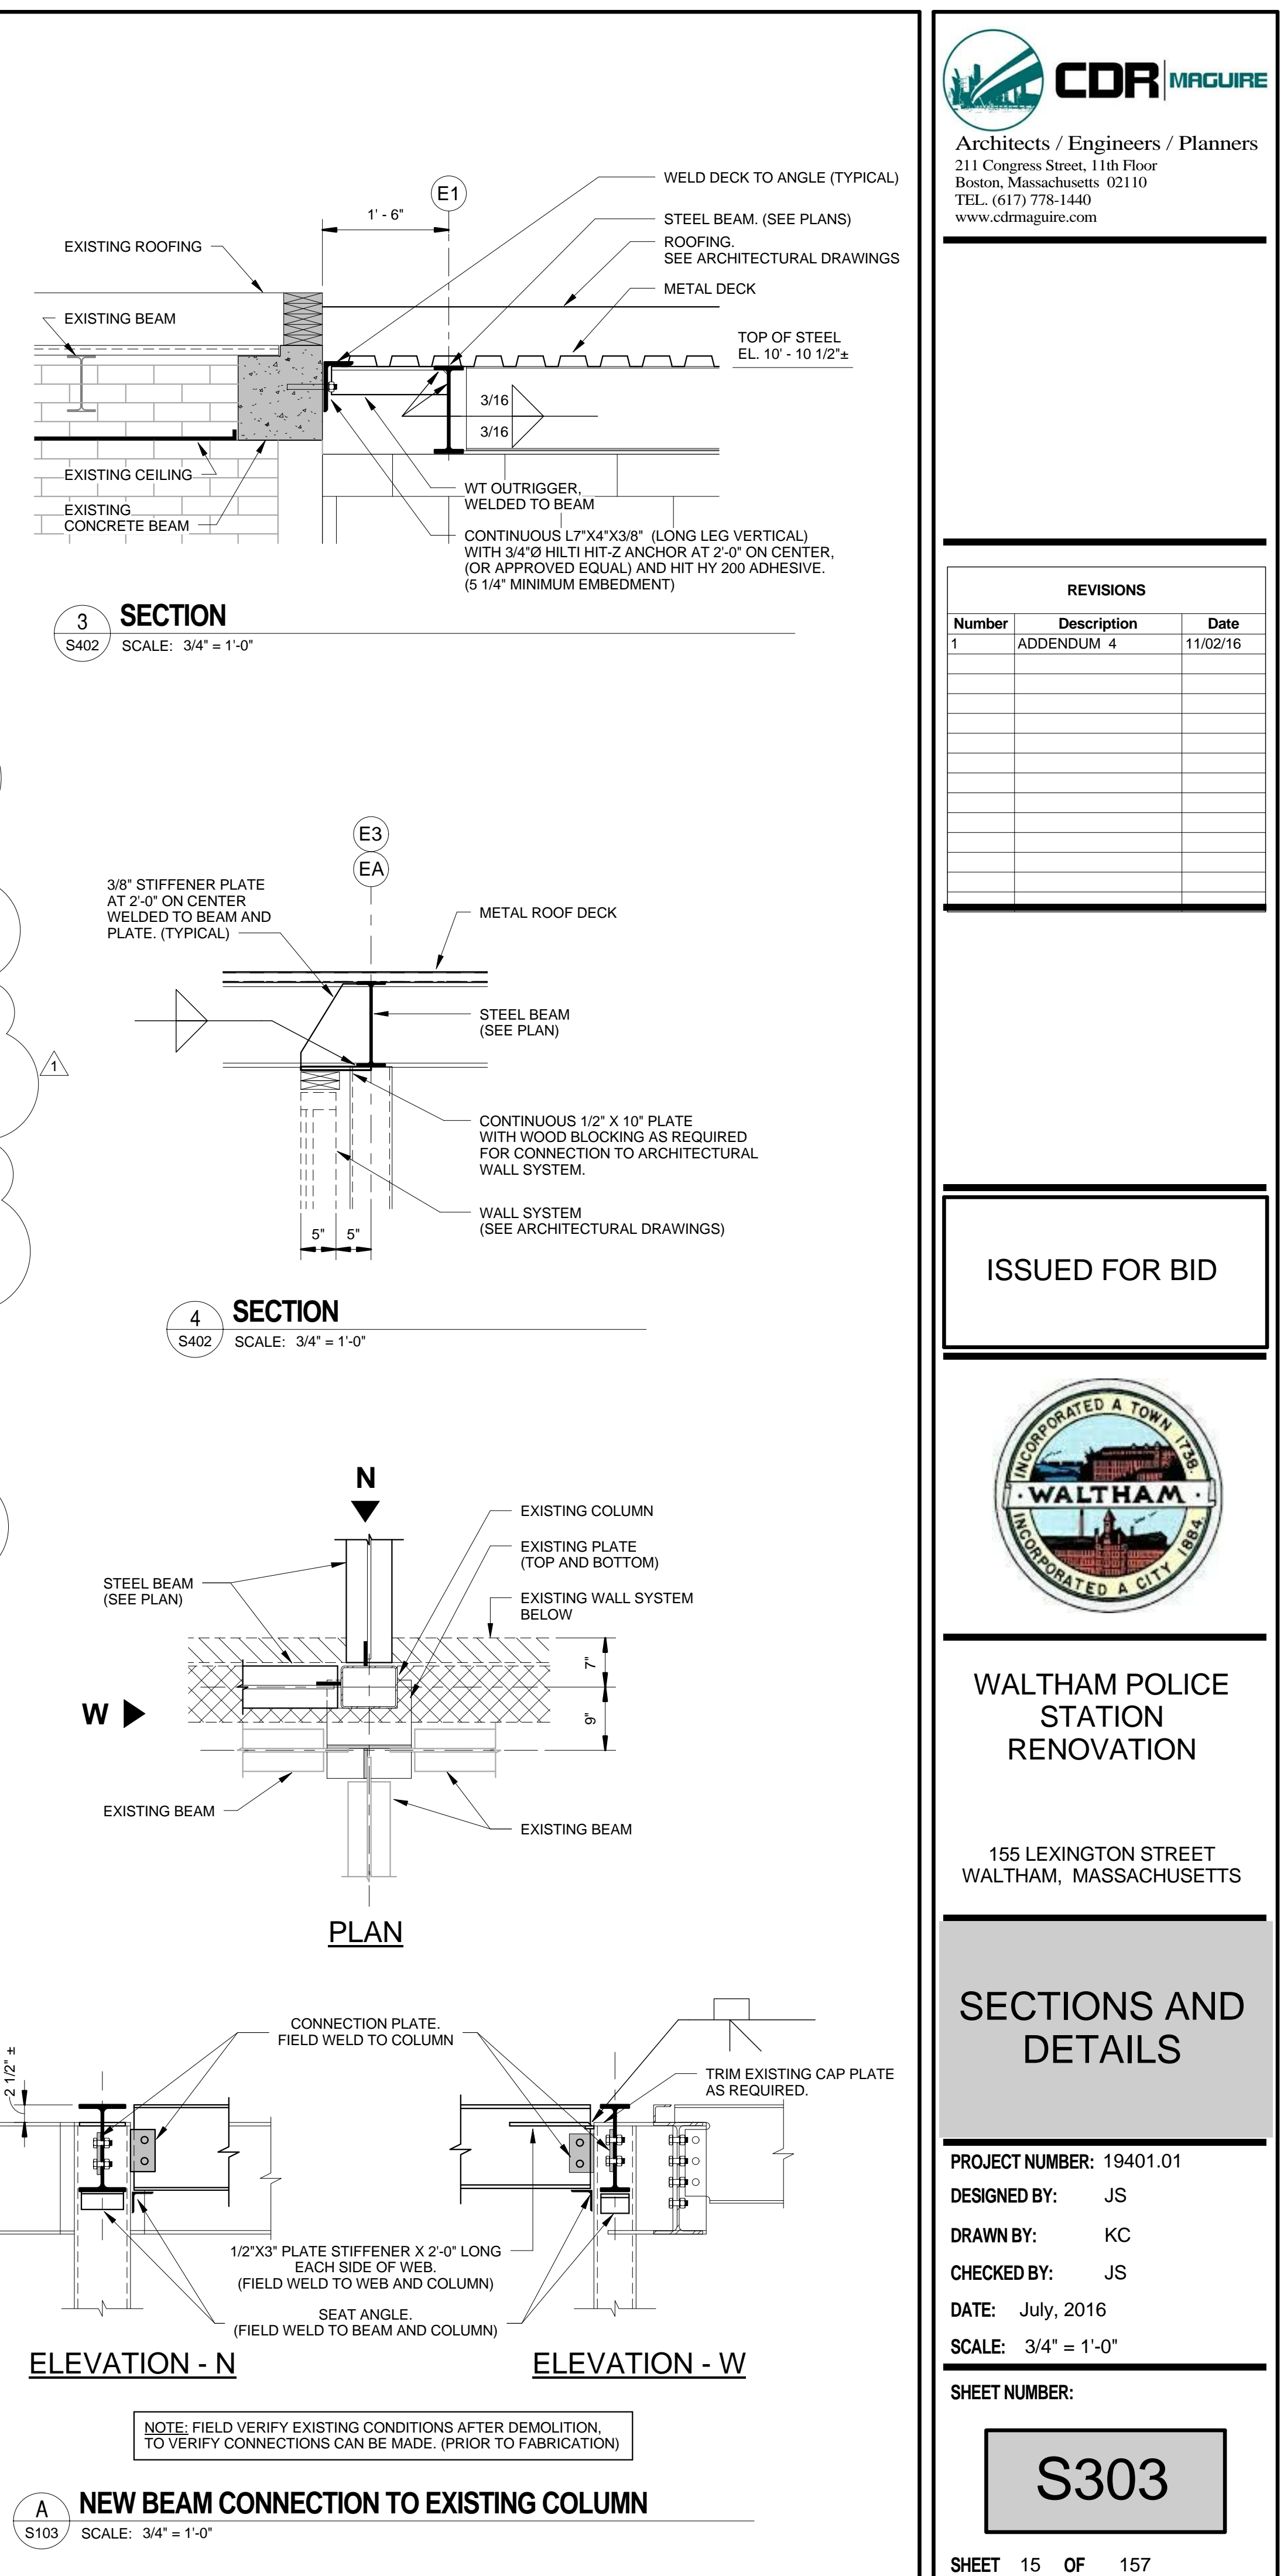 E1
1' - 6"
WELD DECK TO ANGLE (TYPICAL)
STEEL BEAM. (SEE PLANS)
ROOFING.
SEE ARCHITECTURAL DRAWINGS
METAL DECK
EXISTING ROOFING
EXISTING BEAM
TOP OF STEEL
EL. 10' - 10 1/2"±
3/16
3/16
EXISTING CEILING
EXISTING
CONCRETE BEAM
WT OUTRIGGER,
WELDED TO BEAM
CONTINUOUS L7"X4"X3/8" (LONG LEG VERTICAL)
WITH 3/4"Ø HILTI HIT-Z ANCHOR AT 2'-0" ON CENTER,
(OR APPROVED EQUAL) AND HIT HY 200 ADHESIVE.
(5 1/4" MINIMUM EMBEDMENT)
3
S402
SECTION
SCALE: 3/4" = 1'-0"
E3
EA
3/8" STIFFENER PLATE
AT 2'-0" ON CENTER
WELDED TO BEAM AND
PLATE. (TYPICAL)
METAL ROOF DECK
STEEL BEAM
(SEE PLAN)
1
CONTINUOUS 1/2" X 10" PLATE
WITH WOOD BLOCKING AS REQUIRED
FOR CONNECTION TO ARCHITECTURAL
WALL SYSTEM.
WALL SYSTEM
(SEE ARCHITECTURAL DRAWINGS)
5" 5"
4
S402
SECTION
SCALE: 3/4" = 1'-0"
N
EXISTING COLUMN
EXISTING PLATE
(TOP AND BOTTOM)
STEEL BEAM
(SEE PLAN)
EXISTING WALL SYSTEM
BELOW
7"
9"
W
EXISTING BEAM
EXISTING BEAM
PLAN
2 1/2" ±
CONNECTION PLATE.
FIELD WELD TO COLUMN
TRIM EXISTING CAP PLATE
AS REQUIRED.
1/2"X3" PLATE STIFFENER X 2'-0" LONG
EACH SIDE OF WEB.
(FIELD WELD TO WEB AND COLUMN)
SEAT ANGLE.
(FIELD WELD TO BEAM AND COLUMN)
ELEVATION - N
ELEVATION - W
NOTE: FIELD VERIFY EXISTING CONDITIONS AFTER DEMOLITION,
TO VERIFY CONNECTIONS CAN BE MADE. (PRIOR TO FABRICATION)
A
S103
NEW BEAM CONNECTION TO EXISTING COLUMN
SCALE: 3/4" = 1'-0"
CDR MAGUIRE
Architects / Engineers / Planners
211 Congress Street, 11th Floor
Boston, Massachusetts 02110
TEL. (617) 778-1440
www.cdrmaguire.com
REVISIONS
Number Description Date
1 ADDENDUM 4 11/02/16
ISSUED FOR BID
INCORPORATED A TOWN 1738.
· WALTHAM ·
INCORPORATED A CITY 1884.
WALTHAM POLICE
STATION
RENOVATION
155 LEXINGTON STREET
WALTHAM, MASSACHUSETTS
SECTIONS AND
DETAILS
PROJECT NUMBER: 19401.01
DESIGNED BY: JS
DRAWN BY: KC
CHECKED BY: JS
DATE: July, 2016
SCALE: 3/4" = 1'-0"
SHEET NUMBER:
S303
SHEET 15 OF 157